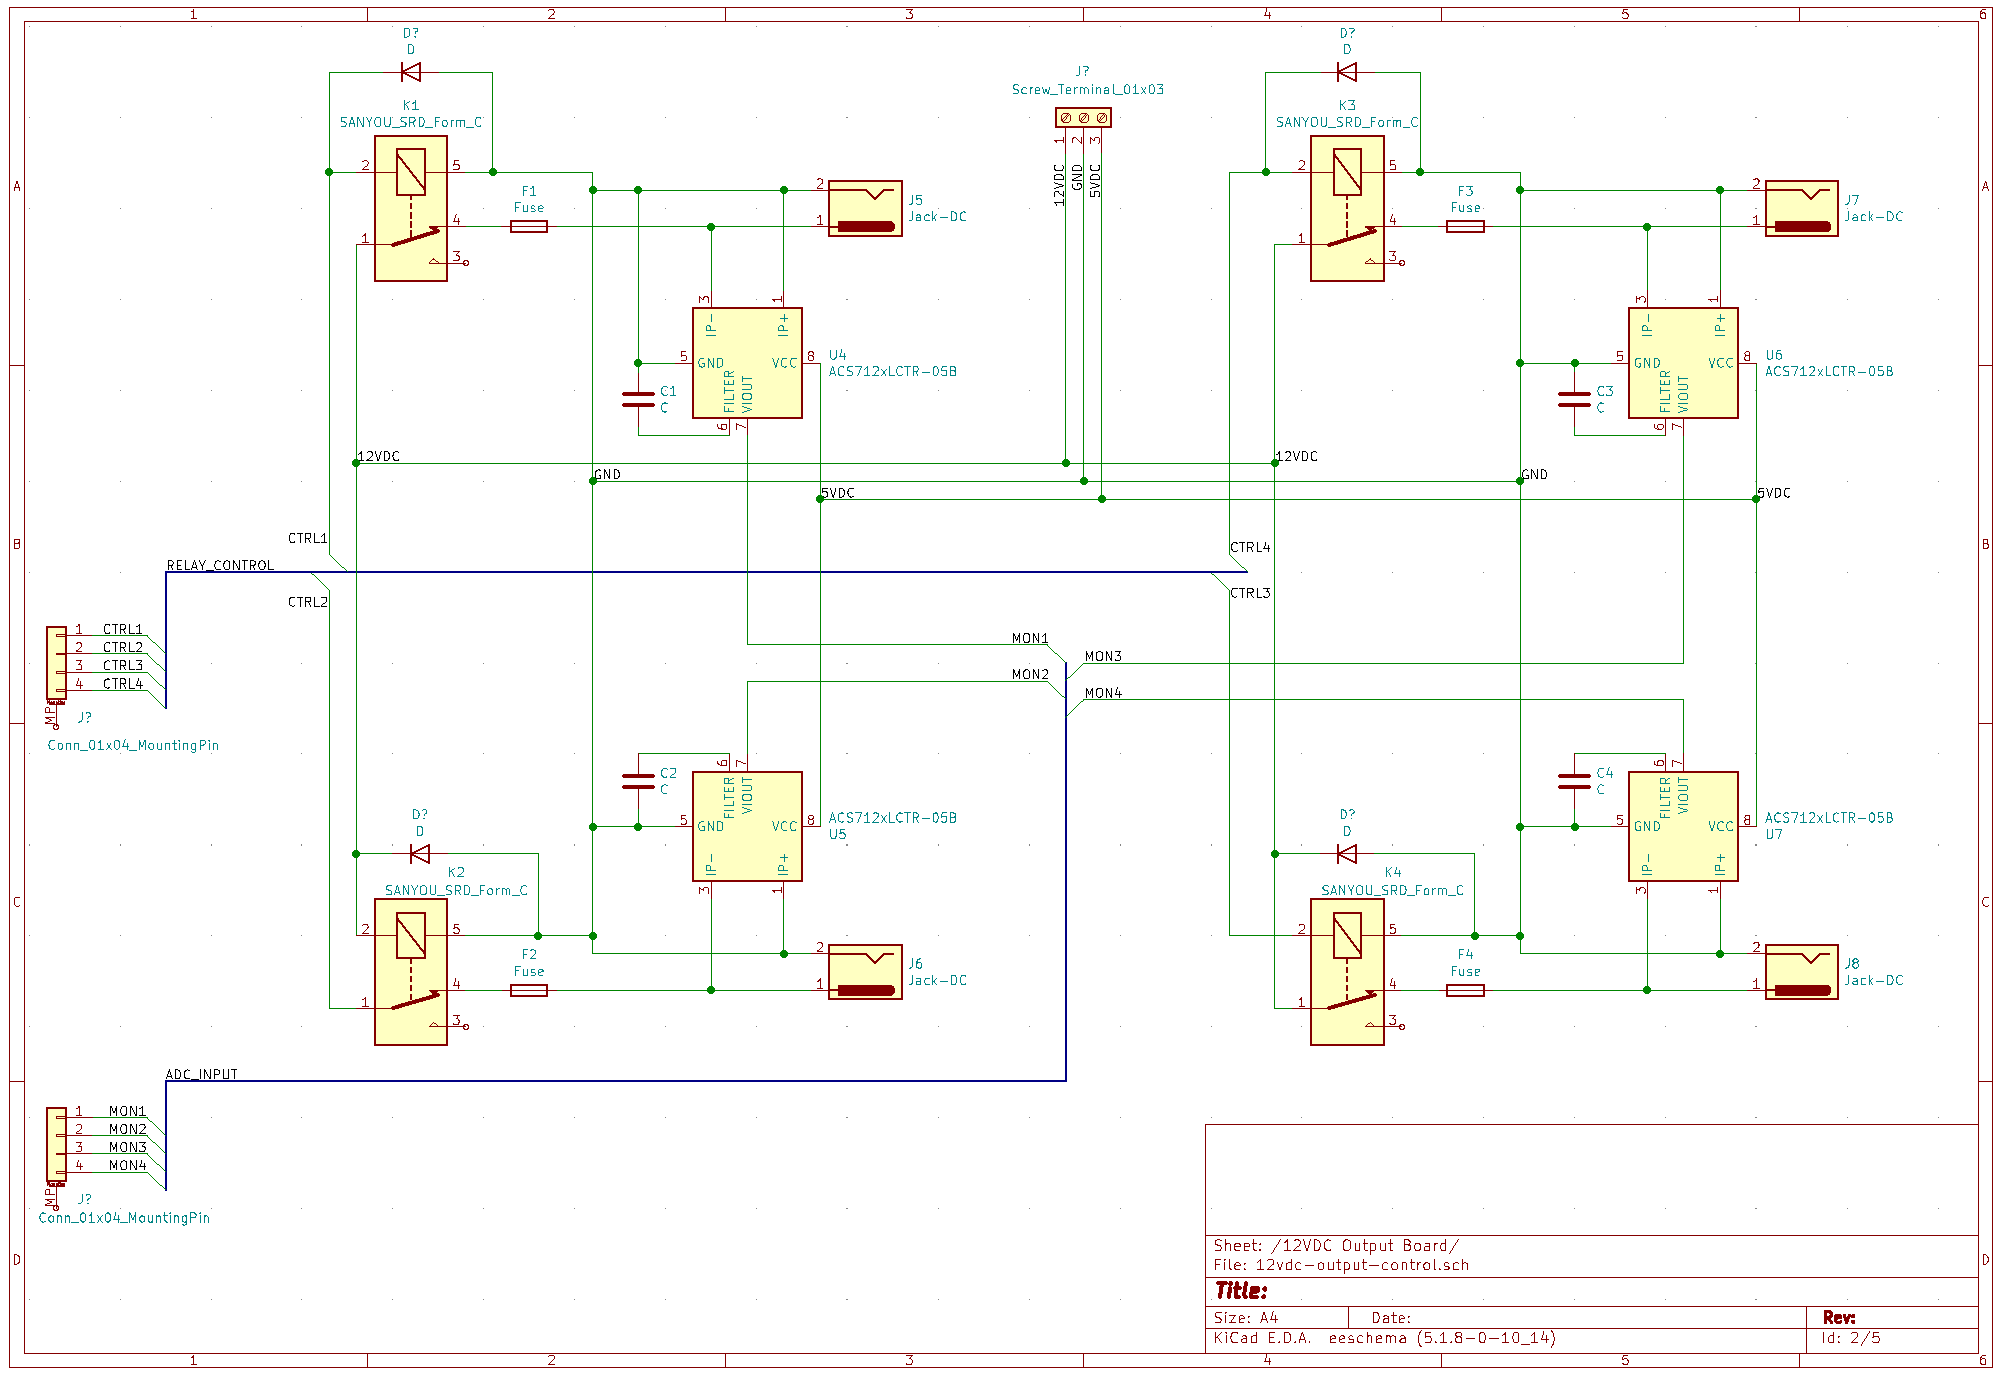 1 2 3 4 5 6
D?
D
D?
D
J?
Screw_Terminal_01x03
K1
SANYOU_SRD_Form_C
K3
SANYOU_SRD_Form_C
1 2 3
12VDC
GND
5VDC
2 5
4
1
3
F1
Fuse
2
1
J5
Jack-DC
2 5
4
1
3
F3
Fuse
2
1
J7
Jack-DC
A
A
3 1
IP- IP+
5 GND VCC 8
FILTER
VIOUT
6 7
U4
ACS712xLCTR-05B
C1
C
3 1
IP- IP+
5 GND VCC 8
FILTER
VIOUT
6 7
U6
ACS712xLCTR-05B
C3
C
12VDC
GND
5VDC
12VDC
GND
5VDC
CTRL1
CTRL4
B
B
RELAY_CONTROL
CTRL2
CTRL3
1 CTRL1
2 CTRL2
3 CTRL3
4 CTRL4
MP
J?
Conn_01x04_MountingPin
MON1
MON3
MON2
MON4
C2
C
6 7
FILTER
VIOUT
5 GND VCC 8
IP- IP+
3 1
ACS712xLCTR-05B
U5
C4
C
6 7
FILTER
VIOUT
5 GND VCC 8
IP- IP+
3 1
ACS712xLCTR-05B
U7
D?
D
K2
SANYOU_SRD_Form_C
D?
D
K4
SANYOU_SRD_Form_C
C
C
2 5
4
1
3
F2
Fuse
2
1
J6
Jack-DC
2 5
4
1
3
F4
Fuse
2
1
J8
Jack-DC
ADC_INPUT
1 MON1
2 MON2
3 MON3
4 MON4
MP
J?
Conn_01x04_MountingPin
D
D
Sheet: /12VDC Output Board/
File: 12vdc-output-control.sch
Title:
Size: A4 Date: Rev:
KiCad E.D.A. eeschema (5.1.8-0-10_14) Id: 2/5
1 2 3 4 5 6